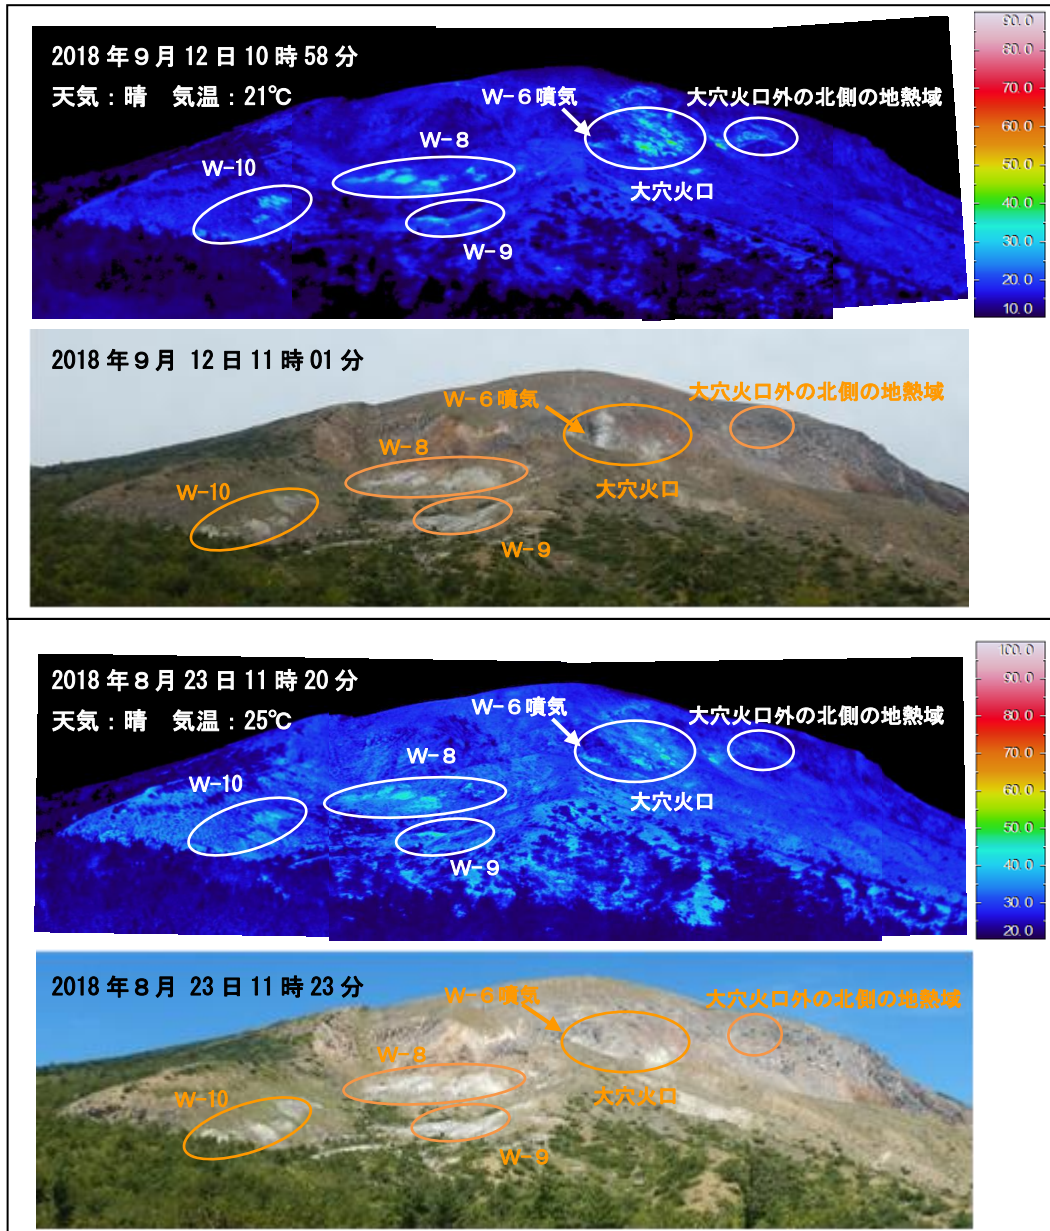 2018年９月 12日 10時 58分
天気：晴　気温：21℃
W-６噴気
大穴火口外の北側の地熱域
W-８
W-10
大穴火口
W-９
90.0
80.0
70.0
60.0
50.0
40.0
30.0
20.0
10.0
2018年９月 12日 11時 01分
W-６噴気
大穴火口外の北側の地熱域
W-８
W-10
大穴火口
W-９
2018年８月 23日 11時 20分
天気：晴　気温：25℃
W-６噴気
大穴火口外の北側の地熱域
W-８
W-10
大穴火口
W-９
100.0
90.0
80.0
70.0
60.0
50.0
40.0
30.0
20.0
2018年８月 23日 11時 23分
W-６噴気
大穴火口外の北側の地熱域
W-８
W-10
大穴火口
W-９